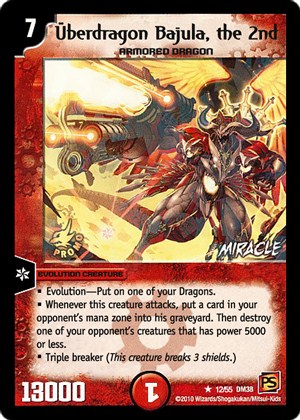 7
Überdragon Bajula, the 2nd
ARMORED DRAGON
PROMO
MIRACLE
EVOLUTION CREATURE
▪ Evolution—Put on one of your Dragons.
▪ Whenever this creature attacks, put a card in your
opponent's mana zone into his graveyard. Then destroy
one of your opponent's creatures that has power 5000
or less.
▪ Triple breaker (This creature breaks 3 shields.)
13000
1
★ 12/55 DM38
PS
©2010 Wizards/Shogakukan/Mitsui-Kids